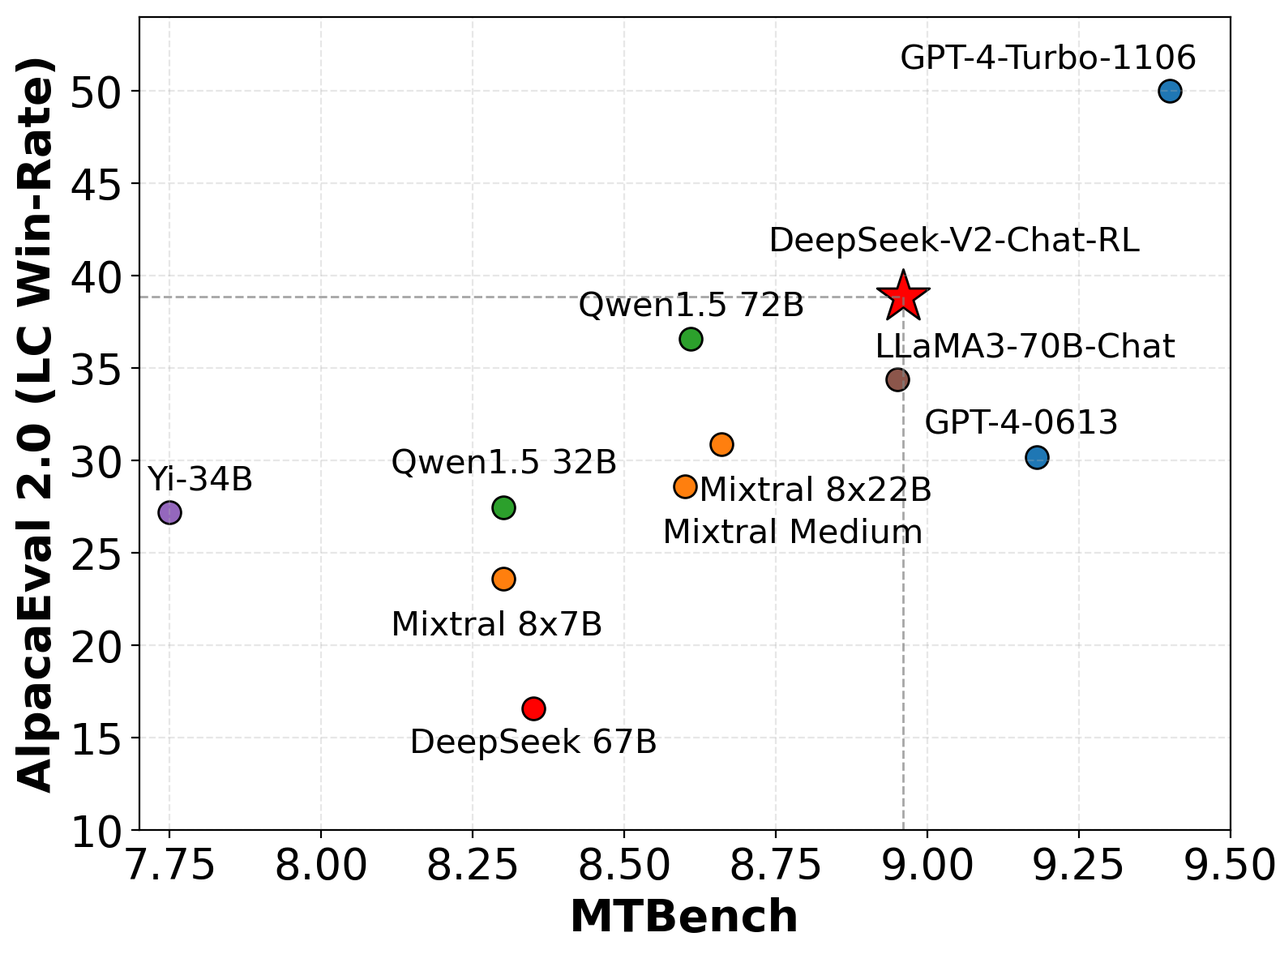 GPT-4-Turbo-1106
DeepSeek-V2-Chat-RL
Qwen1.5 72B
LLaMA3-70B-Chat
GPT-4-0613
Qwen1.5 32B
Yi-34B
Mixtral 8x22B
Mixtral Medium
Mixtral 8x7B
DeepSeek 67B
AlpacaEval 2.0 (LC Win-Rate)
50
45
40
35
30
25
20
15
10
7.75 8.00 8.25 8.50 8.75 9.00 9.25 9.50
MTBench